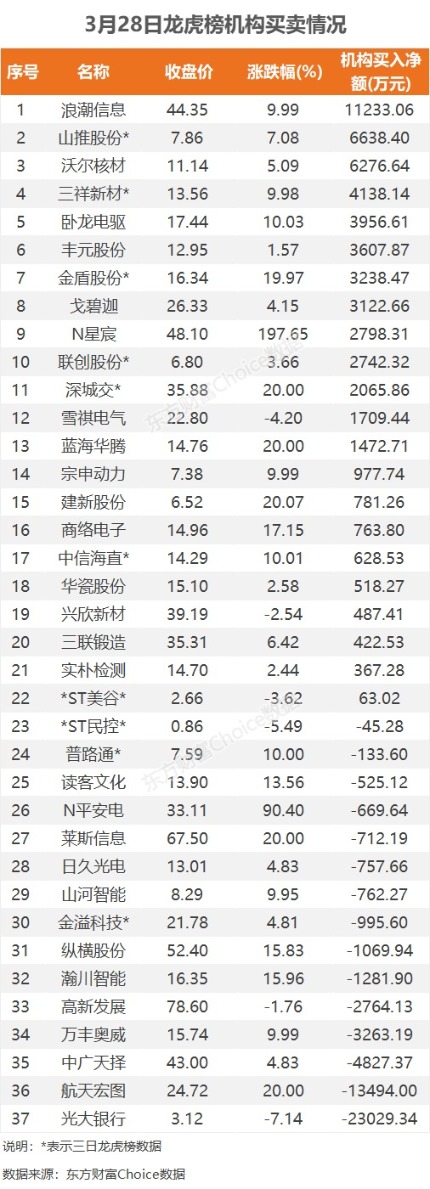 3月28日龙虎榜机构买卖情况
序号 名称 收盘价 涨跌幅(%) 机构买入净额(万元)
1 浪潮信息 44.35 9.99 11233.06
2 山推股份* 7.86 7.08 6638.40
3 沃尔核材 11.14 5.09 6276.64
4 三祥新材* 13.56 9.98 4138.14
5 卧龙电驱 17.44 10.03 3956.61
6 丰元股份 12.95 1.57 3607.87
7 金盾股份* 16.34 19.97 3238.47
8 戈碧迦 26.33 4.15 3122.66
9 N星宸 48.10 197.65 2798.31
10 联创股份* 6.80 3.66 2742.32
11 深城交* 35.88 20.00 2065.86
12 雪祺电气 22.80 -4.20 1709.44
13 蓝海华腾 14.76 20.00 1472.71
14 宗申动力 7.38 9.99 977.74
15 建新股份 6.52 20.07 781.26
16 商络电子 14.96 17.15 763.80
17 中信海直* 14.29 10.01 628.53
18 华瓷股份 15.10 2.58 518.27
19 兴欣新材 39.19 -2.54 487.41
20 三联锻造 35.31 6.42 422.53
21 实朴检测 14.70 2.44 367.28
22 *ST美谷* 2.66 -3.62 63.02
23 *ST民控* 0.86 -5.49 -45.28
24 普路通* 7.59 10.00 -133.60
25 读客文化 13.90 13.56 -525.12
26 N平安电 33.11 90.40 -669.64
27 莱斯信息 67.50 20.00 -712.19
28 日久光电 13.01 4.83 -757.66
29 山河智能 8.29 9.95 -762.27
30 金溢科技* 21.78 4.81 -995.60
31 纵横股份 52.40 15.83 -1069.94
32 瀚川智能 16.35 15.96 -1281.90
33 高新发展 78.60 -1.76 -2764.13
34 万丰奥威 15.74 9.99 -3263.19
35 中广天择 43.00 4.83 -4827.37
36 航天宏图 24.72 20.00 -13494.00
37 光大银行 3.12 -7.14 -23029.34
说明：*表示三日龙虎榜数据
数据来源：东方财富Choice数据
东方财富Choice数据
东方财富Choice数据